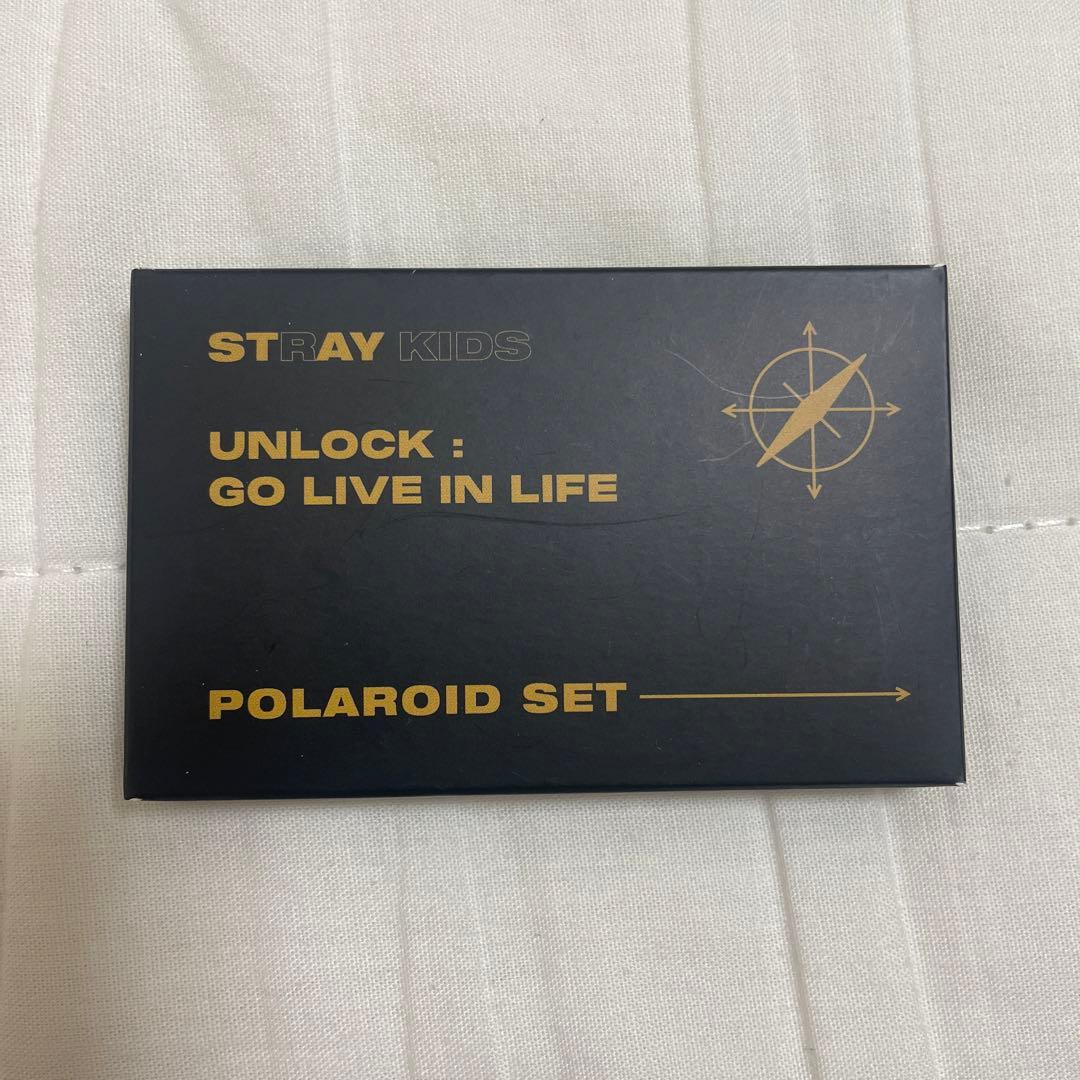 STRAY KIDS
UNLOCK :
GO LIVE IN LIFE
POLAROID SET